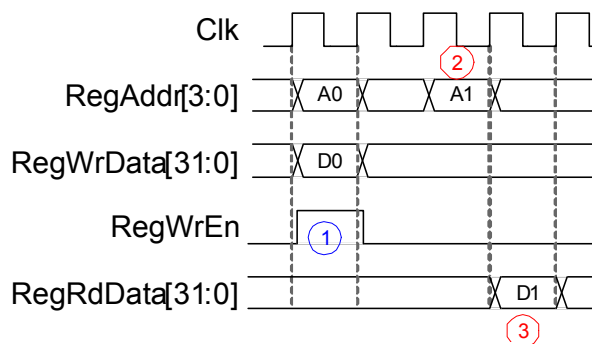 Clk
2
RegAddr[3:0] A0 A1
RegWrData[31:0] D0
RegWrEn 1
RegRdData[31:0] D1
3